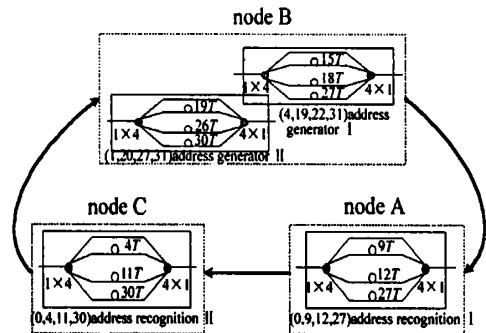 node B
15T
1×4 18T 4×1
27T
(4,19,22,31)address
generator I
19T
1×4 26T 4×1
30T
(1,20,27,31)address generator II
node C
4T
1×4 11T 4×1
30T
(0,4,11,30)address recognition II
node A
9T
1×4 12T 4×1
27T
(0,9,12,27)address recognition I